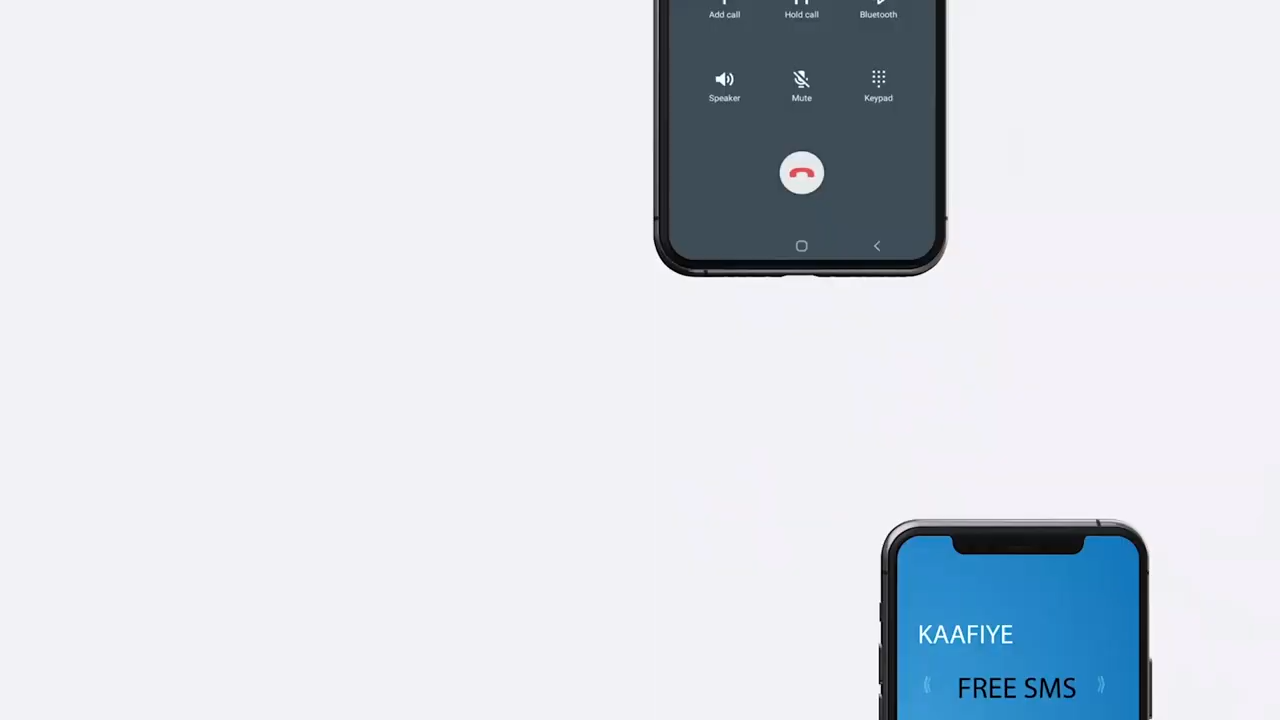 Add call Hold call Bluetooth
Speaker Mute Keypad
KAAFIYE
FREE SMS